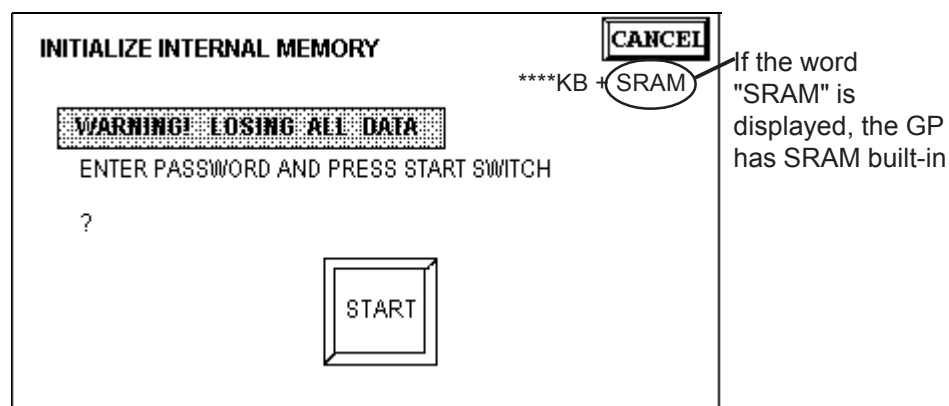 INITIALIZE INTERNAL MEMORY
CANCEL
****KB + SRAM
If the word
"SRAM" is
displayed, the GP
has SRAM built-in
WARNING! LOSING ALL DATA
ENTER PASSWORD AND PRESS START SWITCH
?
START